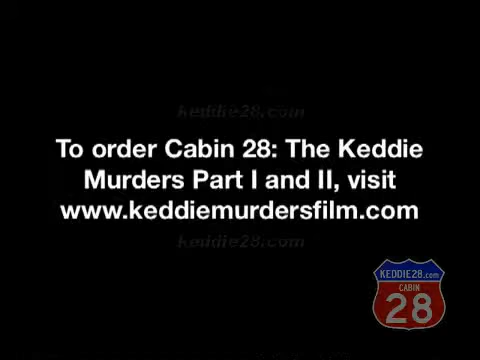 keddie28.com
To order Cabin 28: The Keddie
Murders Part I and II, visit
www.keddiemurdersfilm.com
keddie28.com
KEDDIE28.com
CABIN
28